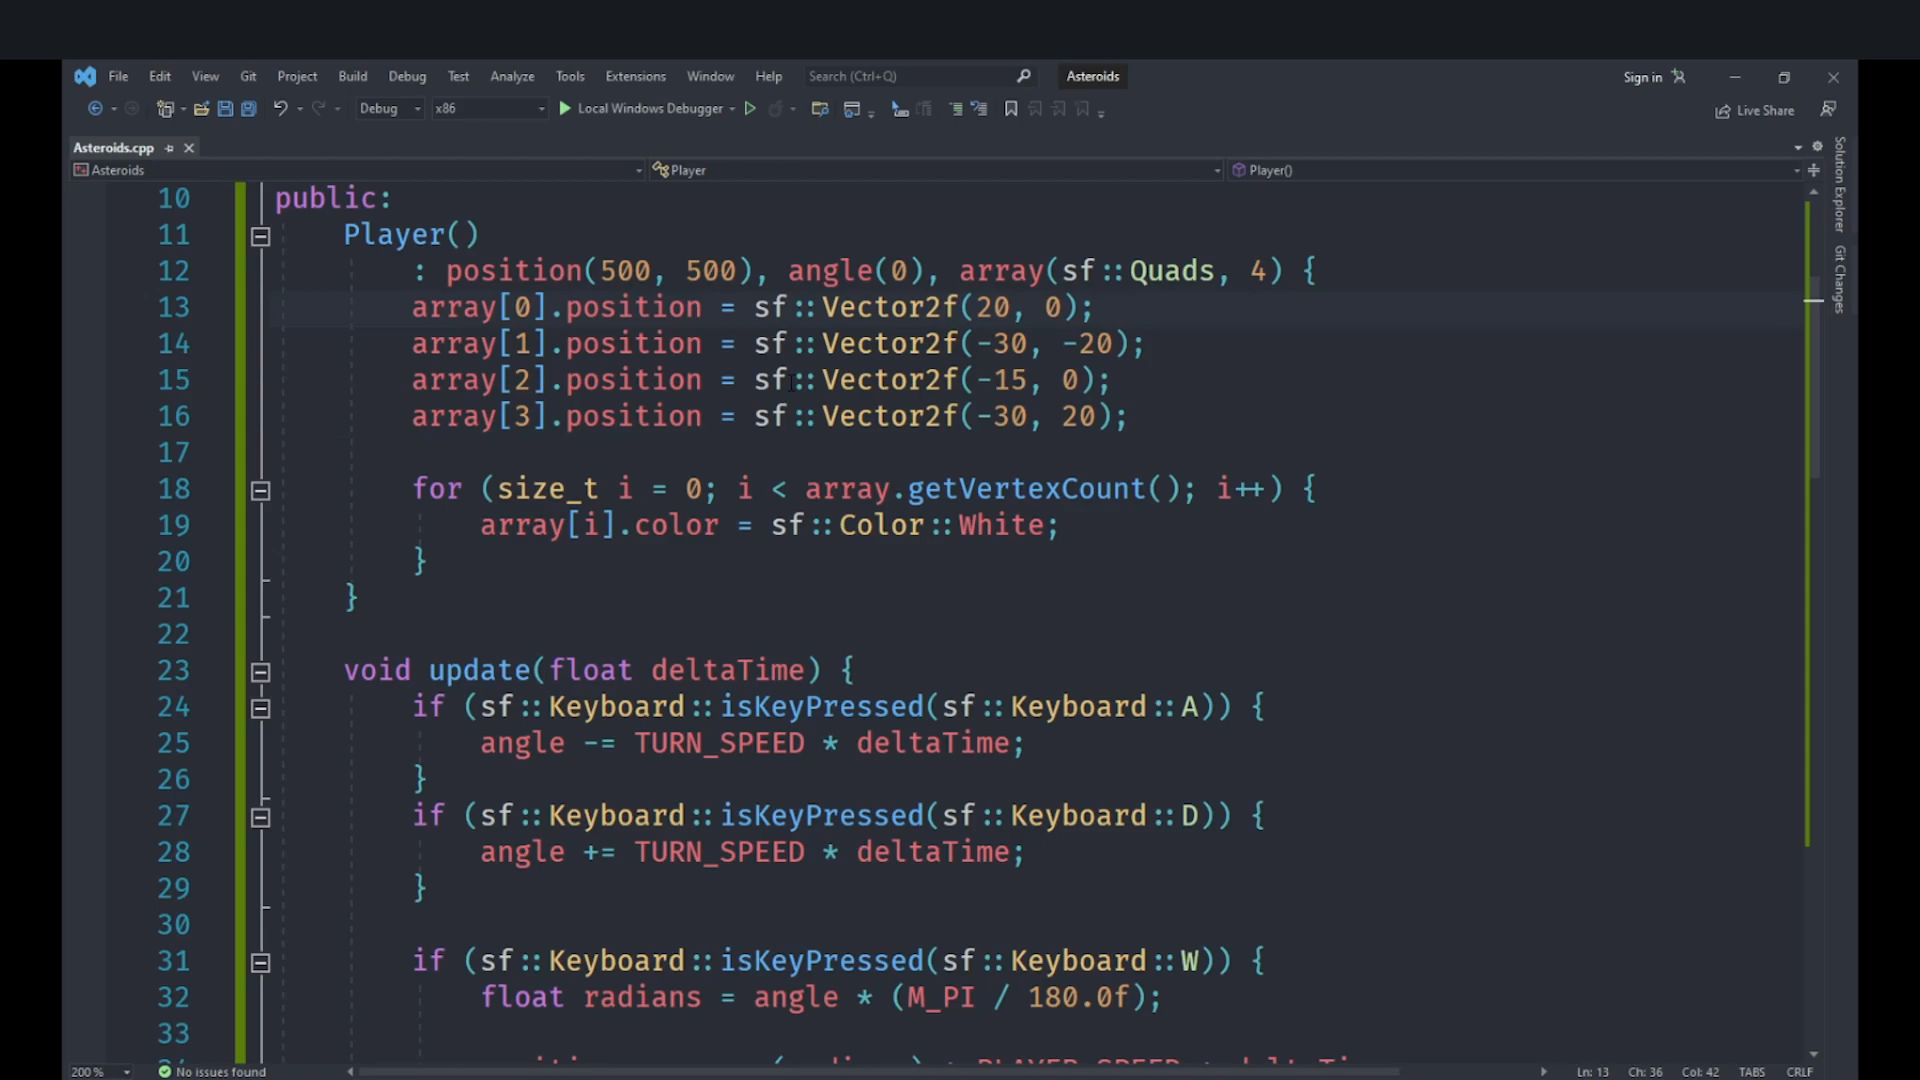 File Edit View Git Project Build Debug Test Analyze Tools Extensions Window Help Search (Ctrl+Q) Asteroids Sign in
Debug x86 Local Windows Debugger Live Share
Asteroids.cpp
Asteroids Player Player()
Solution Explorer
Git Changes
10 public:
11 Player()
12 : position(500, 500), angle(0), array(sf::Quads, 4) {
13 array[0].position = sf::Vector2f(20, 0);
14 array[1].position = sf::Vector2f(-30, -20);
15 array[2].position = sf::Vector2f(-15, 0);
16 array[3].position = sf::Vector2f(-30, 20);
17
18 for (size_t i = 0; i < array.getVertexCount(); i++) {
19 array[i].color = sf::Color::White;
20 }
21 }
22
23 void update(float deltaTime) {
24 if (sf::Keyboard::isKeyPressed(sf::Keyboard::A)) {
25 angle -= TURN_SPEED * deltaTime;
26 }
27 if (sf::Keyboard::isKeyPressed(sf::Keyboard::D)) {
28 angle += TURN_SPEED * deltaTime;
29 }
30
31 if (sf::Keyboard::isKeyPressed(sf::Keyboard::W)) {
32 float radians = angle * (M_PI / 180.0f);
33
200 % No issues found Ln: 13 Ch: 36 Col: 42 TABS CRLF